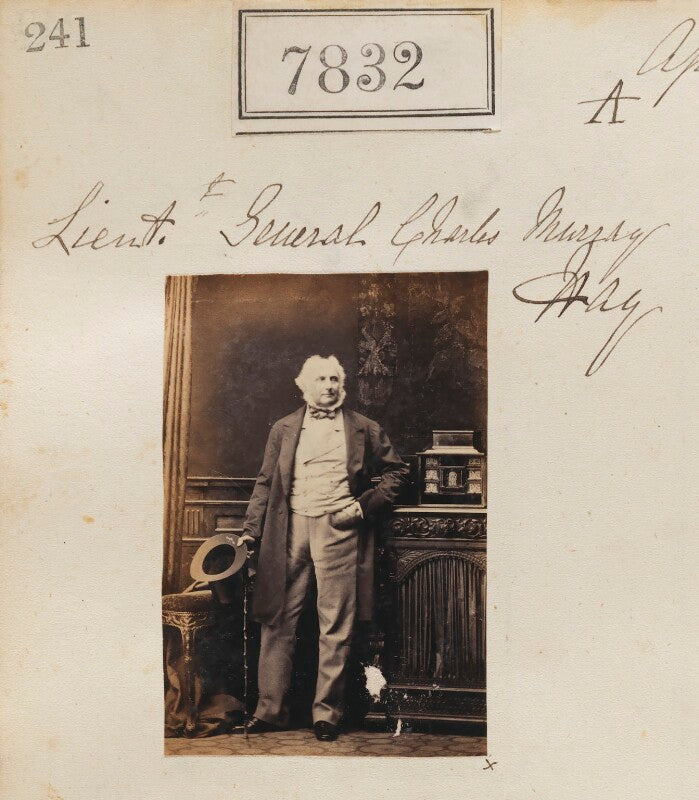 241
7832
A
Lieut. General Charles Murray
Hay
x